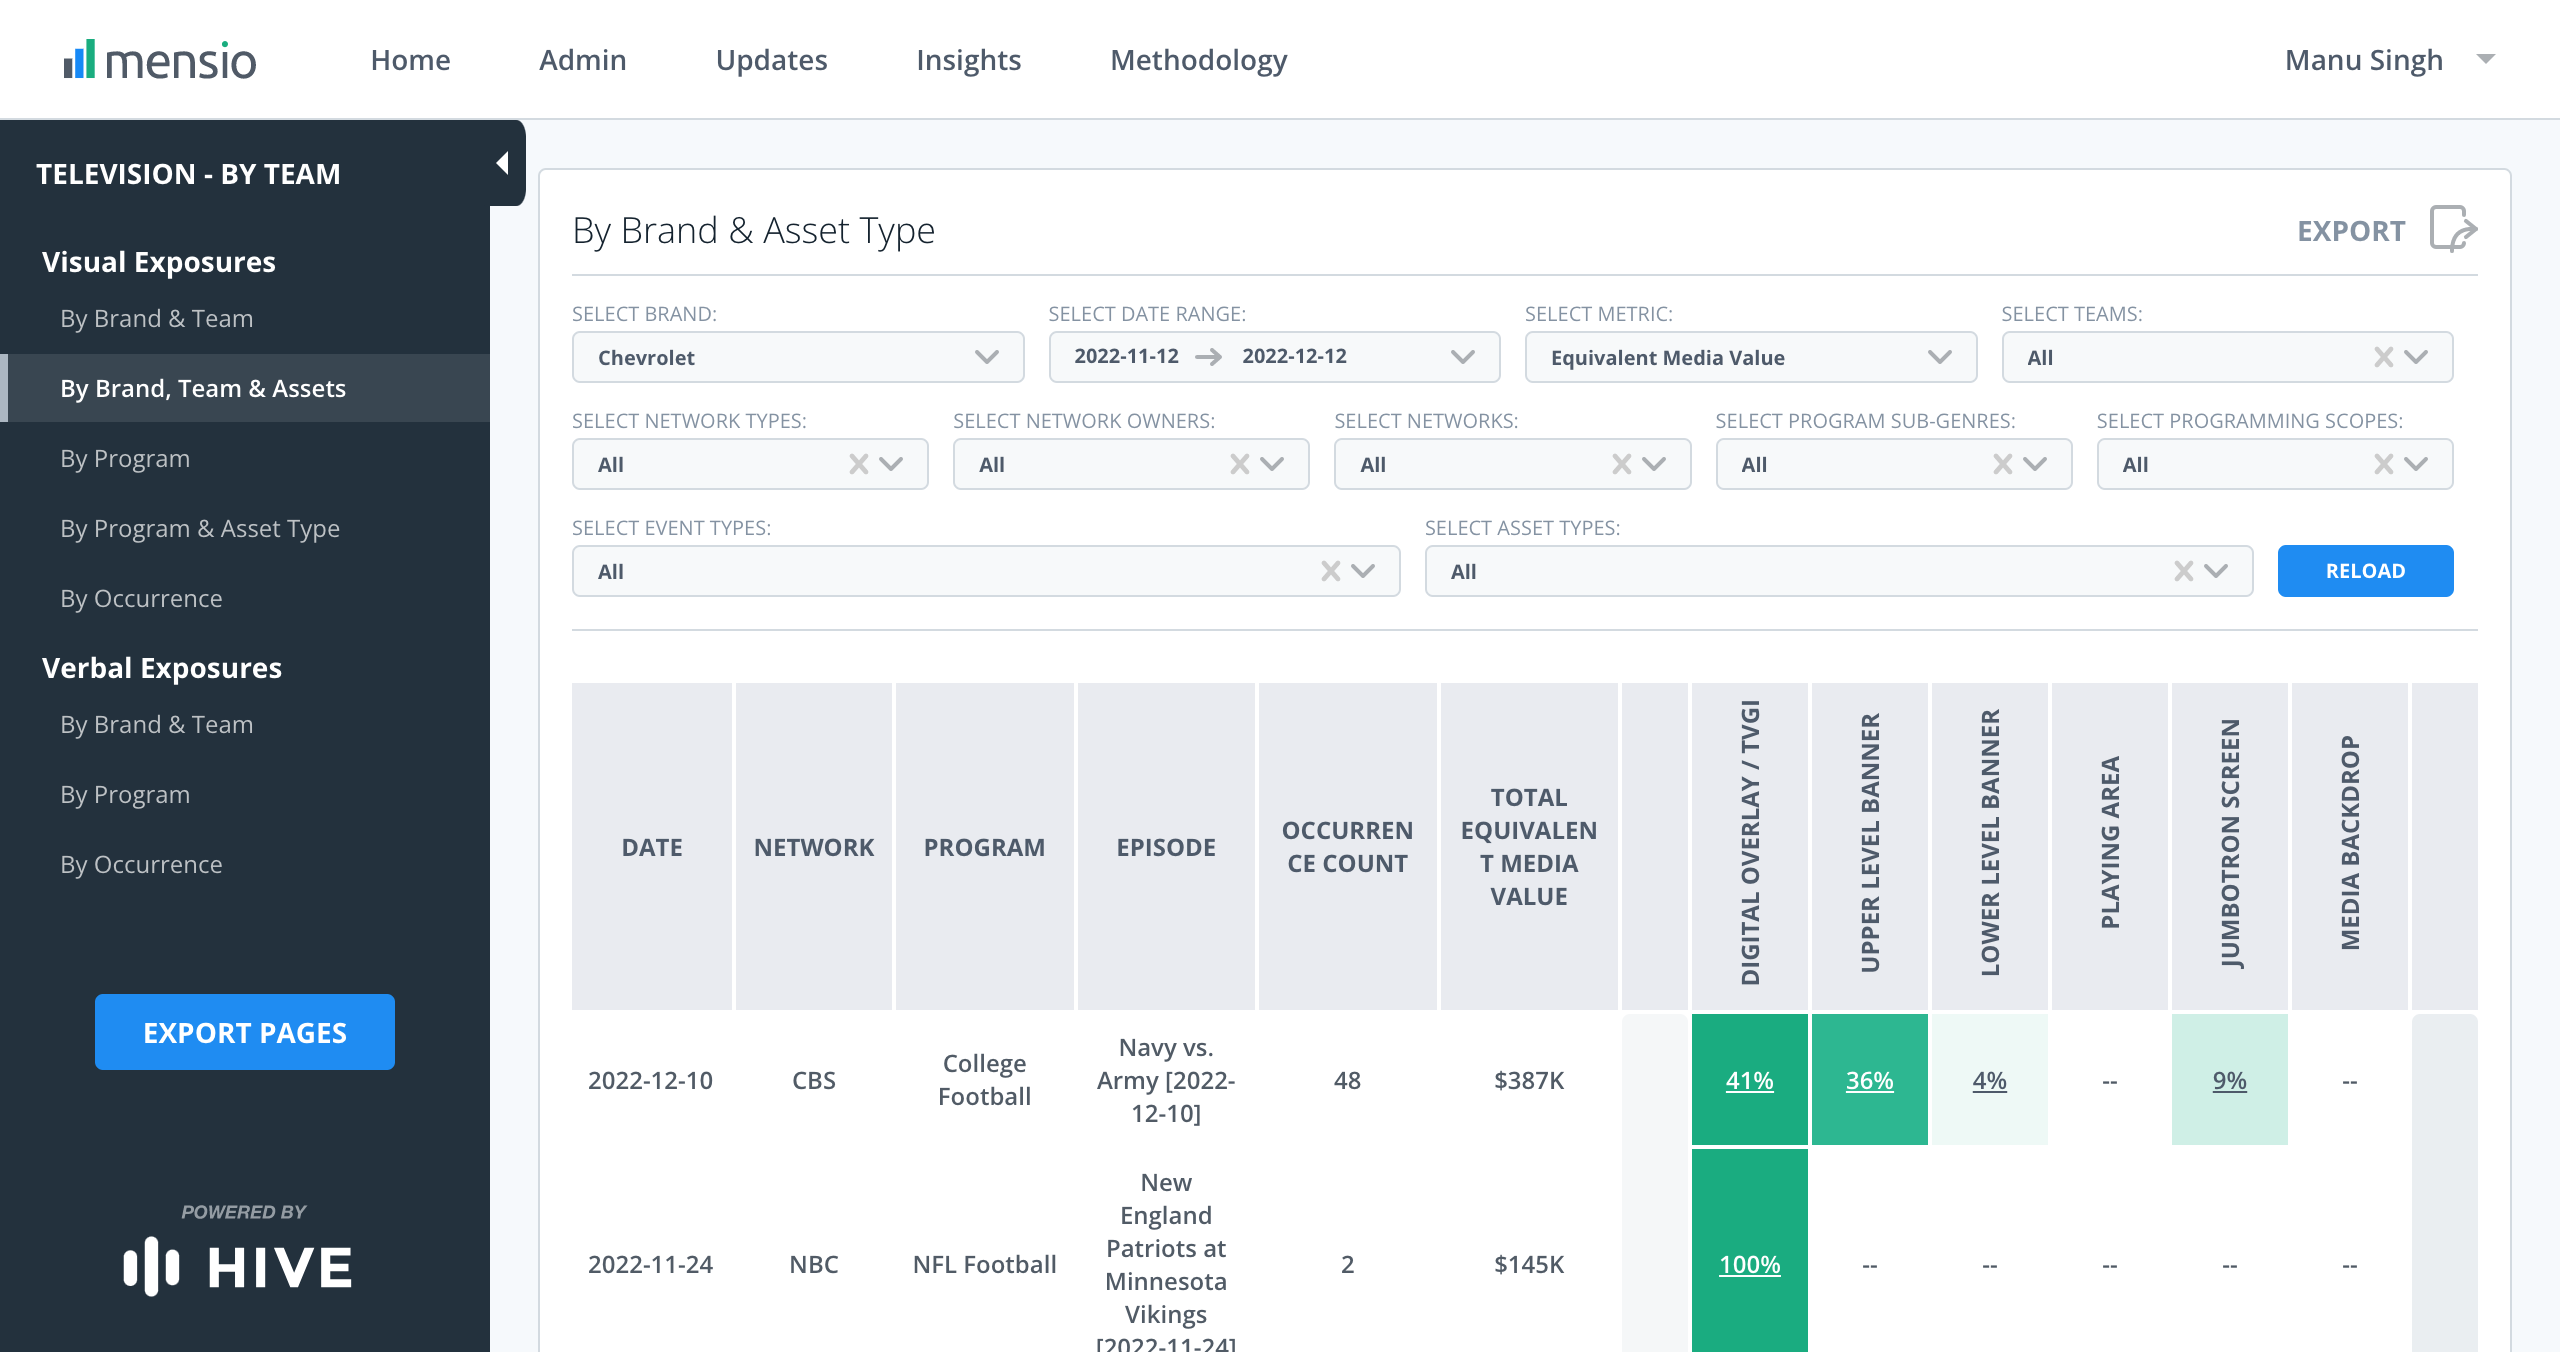 mensio
Home
Admin
Updates
Insights
Methodology
Manu Singh
TELEVISION - BY TEAM
Visual Exposures
By Brand & Team
By Brand, Team & Assets
By Program
By Program & Asset Type
By Occurrence
Verbal Exposures
By Brand & Team
By Program
By Occurrence
EXPORT PAGES
POWERED BY
HIVE
By Brand & Asset Type
EXPORT
SELECT BRAND:
Chevrolet
SELECT DATE RANGE:
2022-11-12
2022-12-12
SELECT METRIC:
Equivalent Media Value
SELECT TEAMS:
All
SELECT NETWORK TYPES:
All
SELECT NETWORK OWNERS:
All
SELECT NETWORKS:
All
SELECT PROGRAM SUB-GENRES:
All
SELECT PROGRAMMING SCOPES:
All
SELECT EVENT TYPES:
All
SELECT ASSET TYPES:
All
RELOAD
DATE
NETWORK
PROGRAM
EPISODE
OCCURREN
CE COUNT
TOTAL
EQUIVALEN
T MEDIA
VALUE
DIGITAL OVERLAY / TVGI
UPPER LEVEL BANNER
LOWER LEVEL BANNER
PLAYING AREA
JUMBOTRON SCREEN
MEDIA BACKDROP
2022-12-10
CBS
College
Football
Navy vs.
Army [2022-
12-10]
48
$387K
41%
36%
4%
--
9%
--
2022-11-24
NBC
NFL Football
New
England
Patriots at
Minnesota
Vikings
[2022-11-24]
2
$145K
100%
--
--
--
--
--